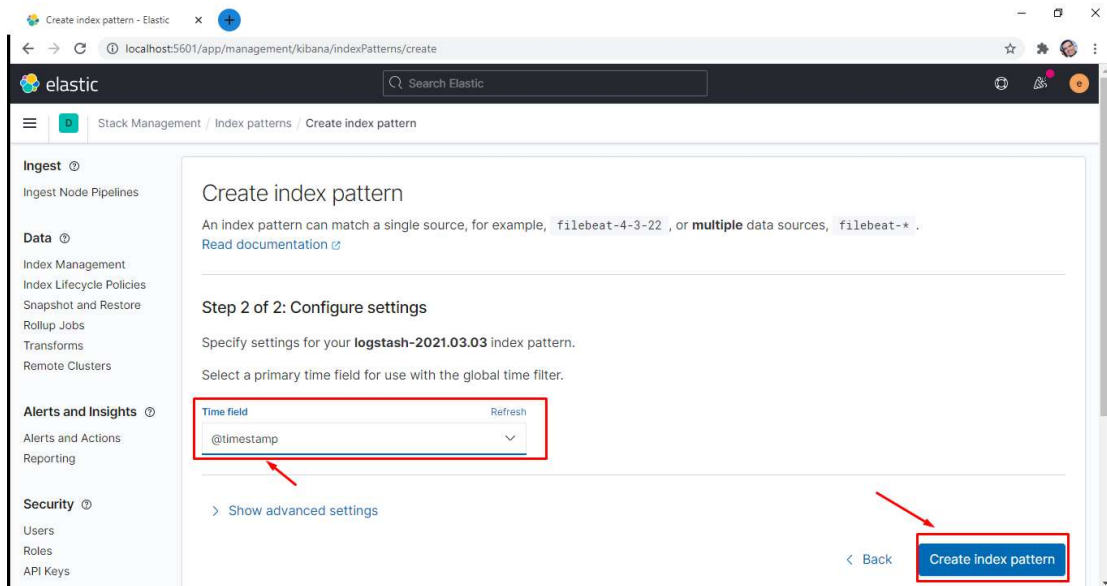 Create index pattern - Elastic
localhost:5601/app/management/kibana/indexPatterns/create
elastic
Search Elastic
e
D
Stack Management / Index patterns / Create index pattern
Ingest
Ingest Node Pipelines
Data
Index Management
Index Lifecycle Policies
Snapshot and Restore
Rollup Jobs
Transforms
Remote Clusters
Alerts and Insights
Alerts and Actions
Reporting
Security
Users
Roles
API Keys
Create index pattern
An index pattern can match a single source, for example, filebeat-4-3-22 , or multiple data sources, filebeat-* .
Read documentation
Step 2 of 2: Configure settings
Specify settings for your logstash-2021.03.03 index pattern.
Select a primary time field for use with the global time filter.
Time field Refresh
@timestamp
Show advanced settings
Back Create index pattern